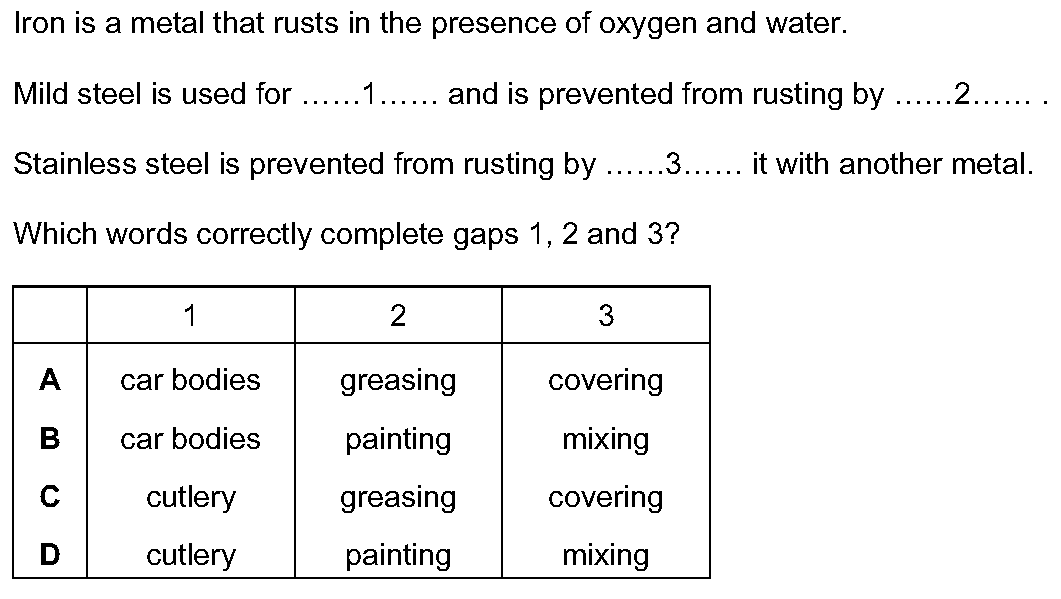 Iron is a metal that rusts in the presence of oxygen and water.
Mild steel is used for ......1...... and is prevented from rusting by ......2...... .
Stainless steel is prevented from rusting by ......3...... it with another metal.
Which words correctly complete gaps 1, 2 and 3?
1 2 3
A car bodies greasing covering
B car bodies painting mixing
C cutlery greasing covering
D cutlery painting mixing